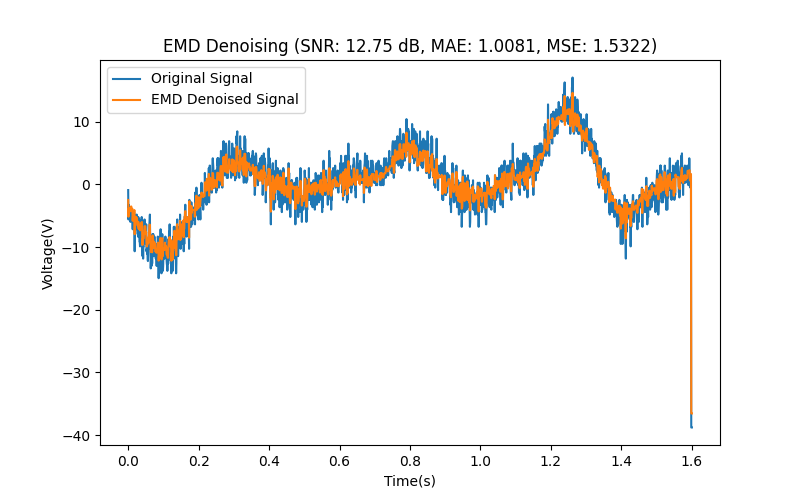 EMD Denoising (SNR: 12.75 dB, MAE: 1.0081, MSE: 1.5322)
Original Signal
EMD Denoised Signal
10
0
−10
−20
−30
−40
Voltage(V)
0.0 0.2 0.4 0.6 0.8 1.0 1.2 1.4 1.6
Time(s)